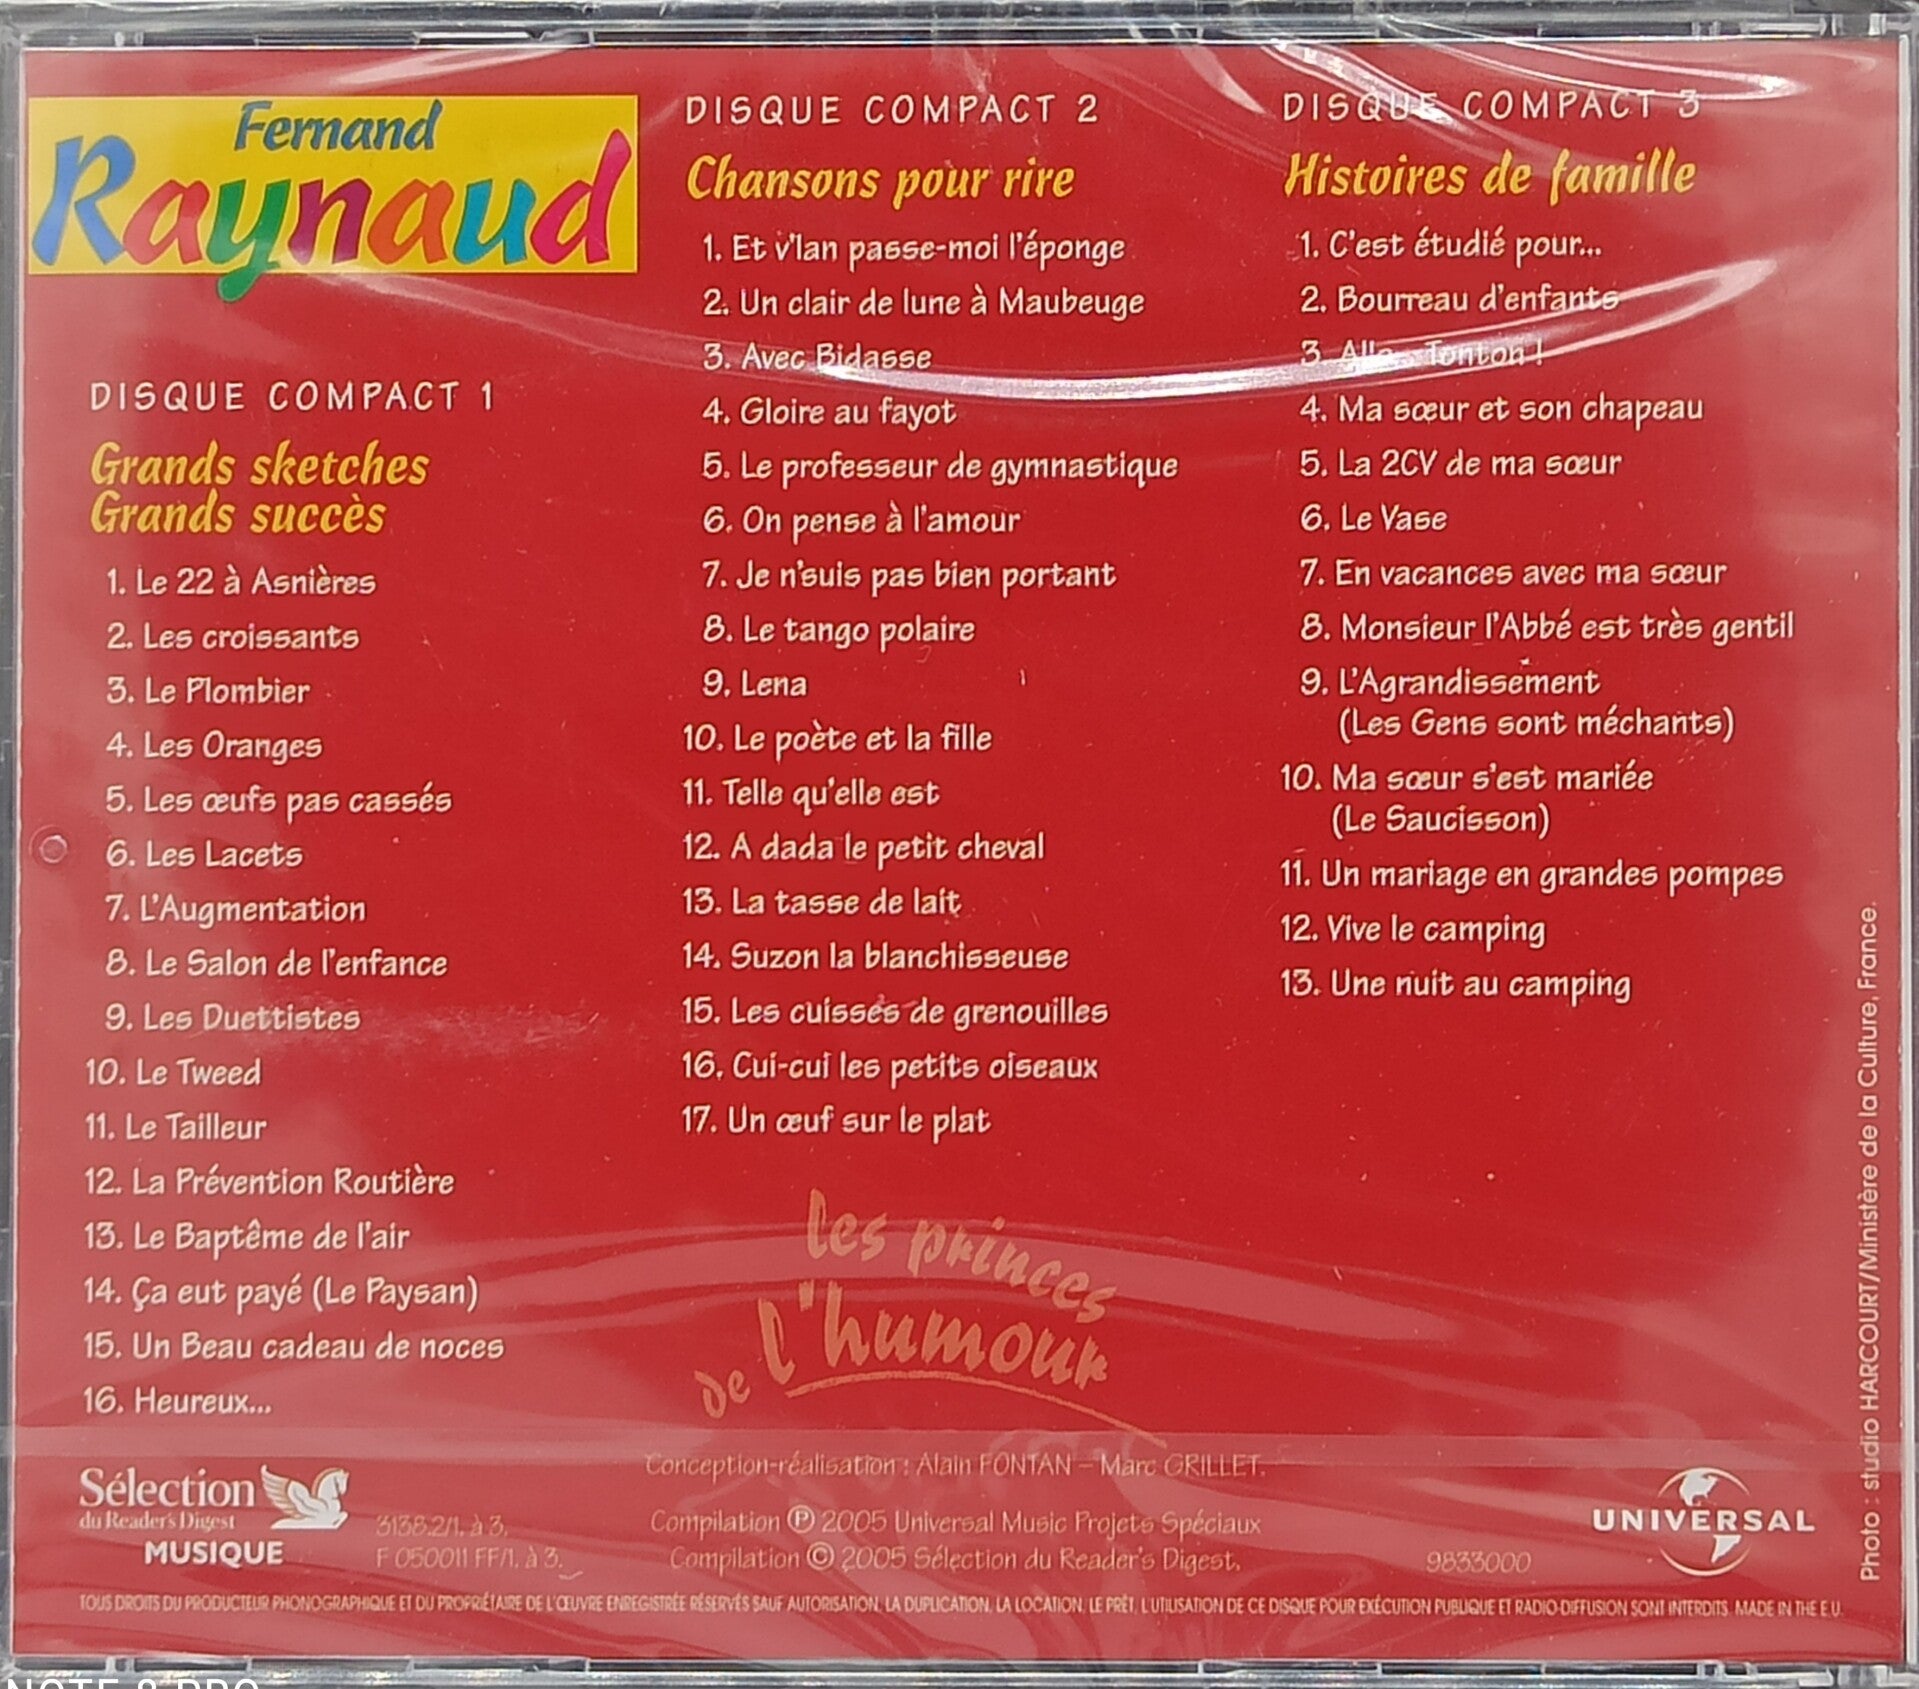 Fernand
Raynaud
DISQUE COMPACT 1
Grands sketches
Grands succès
1. Le 22 à Asnières
2. Les croissants
3. Le Plombier
4. Les Oranges
5. Les œufs pas cassés
6. Les Lacets
7. L'Augmentation
8. Le Salon de l'enfance
9. Les Duettistes
10. Le Tweed
11. Le Tailleur
12. La Prévention Routière
13. Le Baptême de l'air
14. Ça eut payé (Le Paysan)
15. Un Beau cadeau de noces
16. Heureux...
DISQUE COMPACT 2
Chansons pour rire
1. Et v'lan passe-moi l'éponge
2. Un clair de lune à Maubeuge
3. Avec Bidasse
4. Gloire au fayot
5. Le professeur de gymnastique
6. On pense à l'amour
7. Je n'suis pas bien portant
8. Le tango polaire
9. Lena
10. Le poète et la fille
11. Telle qu'elle est
12. A dada le petit cheval
13. La tasse de lait
14. Suzon la blanchisseuse
15. Les cuisses de grenouilles
16. Cui-cui les petits oiseaux
17. Un œuf sur le plat
DISQUE COMPACT 3
Histoires de famille
1. C'est étudié pour...
2. Bourreau d'enfants
3. Tonton !
4. Ma sœur et son chapeau
5. La 2CV de ma sœur
6. Le Vase
7. En vacances avec ma sœur
8. Monsieur l'Abbé est très gentil
9. L'Agrandissement
(Les Gens sont méchants)
10. Ma sœur s'est mariée
(Le Saucisson)
11. Un mariage en grandes pompes
12. Vive le camping
13. Une nuit au camping
les princes
de l'humour
Conception-réalisation : Alain FONTAN – Marc GRILLET.
Compilation ℗ 2005 Universal Music Projets Spéciaux
Compilation © 2005 Sélection du Reader's Digest,
Sélection
du Reader's Digest
MUSIQUE
3138.2/1. à 3.
F 050011 FF/1. à 3.
9833000
UNIVERSAL
TOUS DROITS DU PRODUCTEUR PHONOGRAPHIQUE ET DU PROPRIÉTAIRE DE L'ŒUVRE ENREGISTRÉE RÉSERVÉS SAUF AUTORISATION, LA DUPLICATION, LA LOCATION, LE PRÊT, L'UTILISATION DE CE DISQUE POUR EXÉCUTION PUBLIQUE ET RADIO-DIFFUSION SONT INTERDITS. MADE IN THE E.U.
Photo : studio HARCOURT/Ministère de la Culture, France.